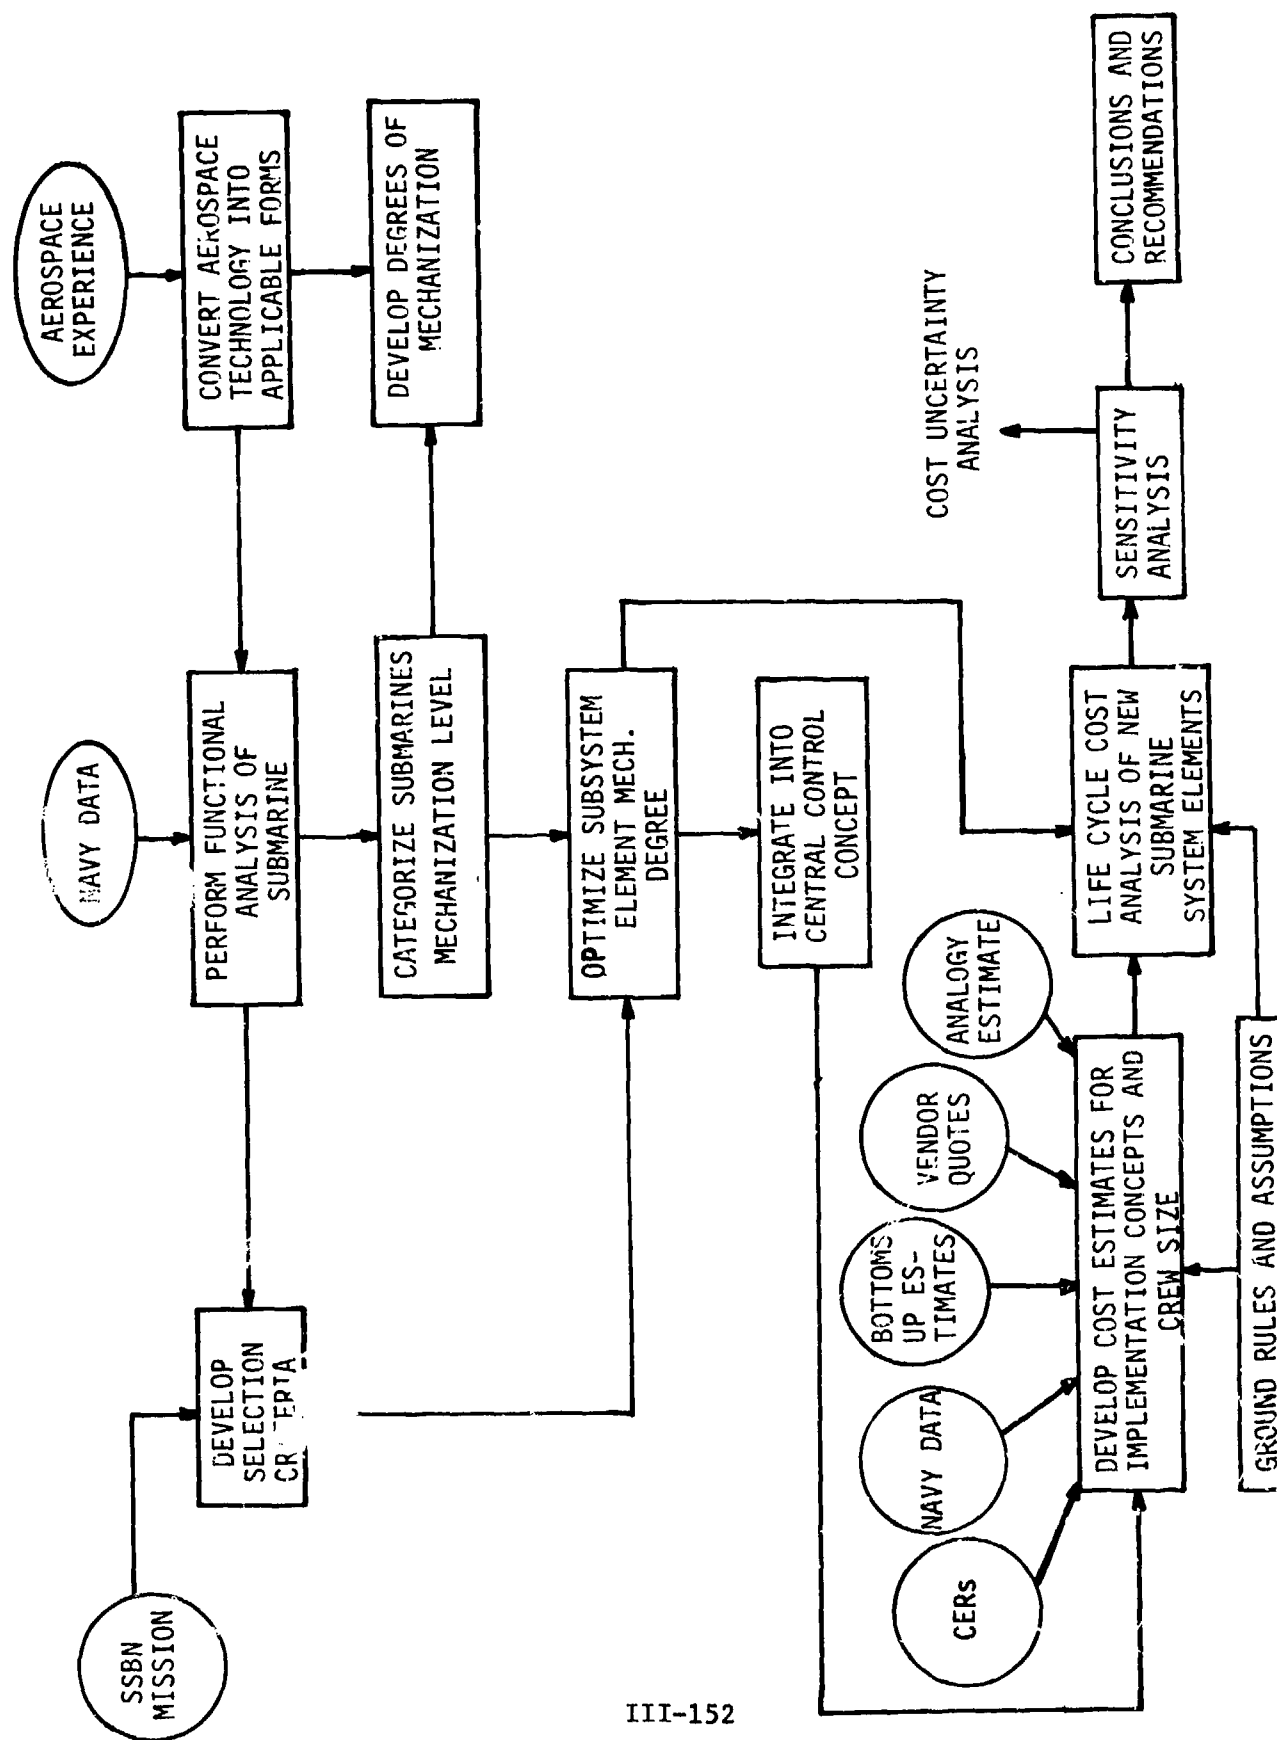 SSBN
MISSION
NAVY DATA
AEROSPACE
EXPERIENCE
DEVELOP
SELECTION
PERFORM FUNCTIONAL
ANALYSIS OF
SUBMARINE
CONVERT AEROSPACE
TECHNOLOGY INTO
APPLICABLE FORMS
CATEGORIZE SUBMARINES
MECHANIZATION LEVEL
DEVELOP DEGREES OF
MECHANIZATION
OPTIMIZE SUBSYSTEM
ELEMENT MECH.
DEGREE
INTEGRATE INTO
CENTRAL CONTROL
CONCEPT
CERs
NAVY DATA
BOTTOMS
UP ES-
TIMATES
VENDOR
QUOTES
ANALOGY
ESTIMATE
COST UNCERTAINTY
ANALYSIS
DEVELOP COST ESTIMATES FOR
IMPLEMENTATION CONCEPTS AND
CREW SIZE
LIFE CYCLE COST
ANALYSIS OF NEW
SUBMARINE
SYSTEM ELEMENTS
SENSITIVITY
ANALYSIS
CONCLUSIONS AND
RECOMMENDATIONS
GROUND RULES AND ASSUMPTIONS
III-152